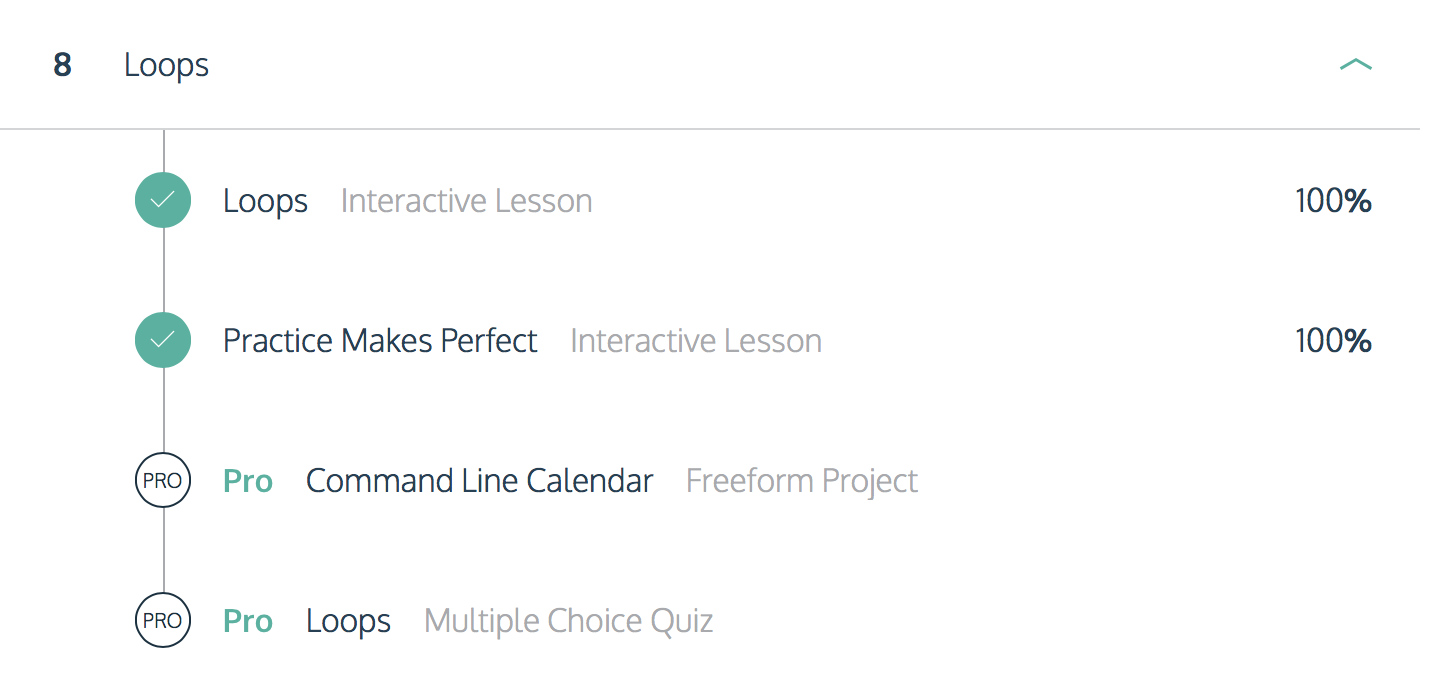 8 Loops
Loops Interactive Lesson 100%
Practice Makes Perfect Interactive Lesson 100%
PRO Pro Command Line Calendar Freeform Project
PRO Pro Loops Multiple Choice Quiz